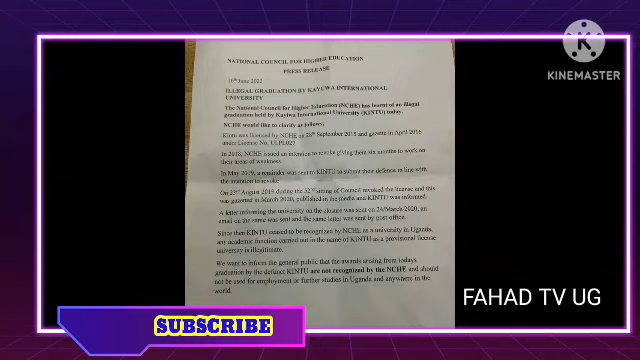 KINEMASTER
NATIONAL COUNCIL FOR HIGHER EDUCATION
PRESS RELEASE
10th June 2022
ILLEGAL GRADUATION BY KAYIWA INTERNATIONAL
UNIVERSITY
The National Council for Higher Education (NCHE) has learnt of an illegal
graduation held by Kayiwa International University (KINTU) today.
NCHE would like to clarify as follows:
Kintu was licensed by NCHE on 28th September 2015 and gazette in April 2016
under License No. ULPL027
In 2018, NCHE issued an intention to revoke giving them six months to work on
their areas of weakness
In May 2019, a reminder was sent to KINTU to submit their defence in line with
the intention to revoke
On 23rd August 2019 during the 52nd sitting of Council revoked the license and this
was gazetted in March 2020, published in the media and KINTU was informed.
A letter informing the university on the closure was sent on 24/March 2020, an
email on the same was sent and the same letter was sent by post office.
Since then KINTU ceased to be recognized by NCHE as a university in Uganda,
any academic function carried out in the name of KINTU as a provisional license
university is illegitimate.
We want to inform the general public that the awards arising from todays
graduation by the defunct KINTU are not recognized by the NCHE and should
not be used for employment or further studies in Uganda and anywhere in the
world.
FAHAD TV UG
SUBSCRIBE